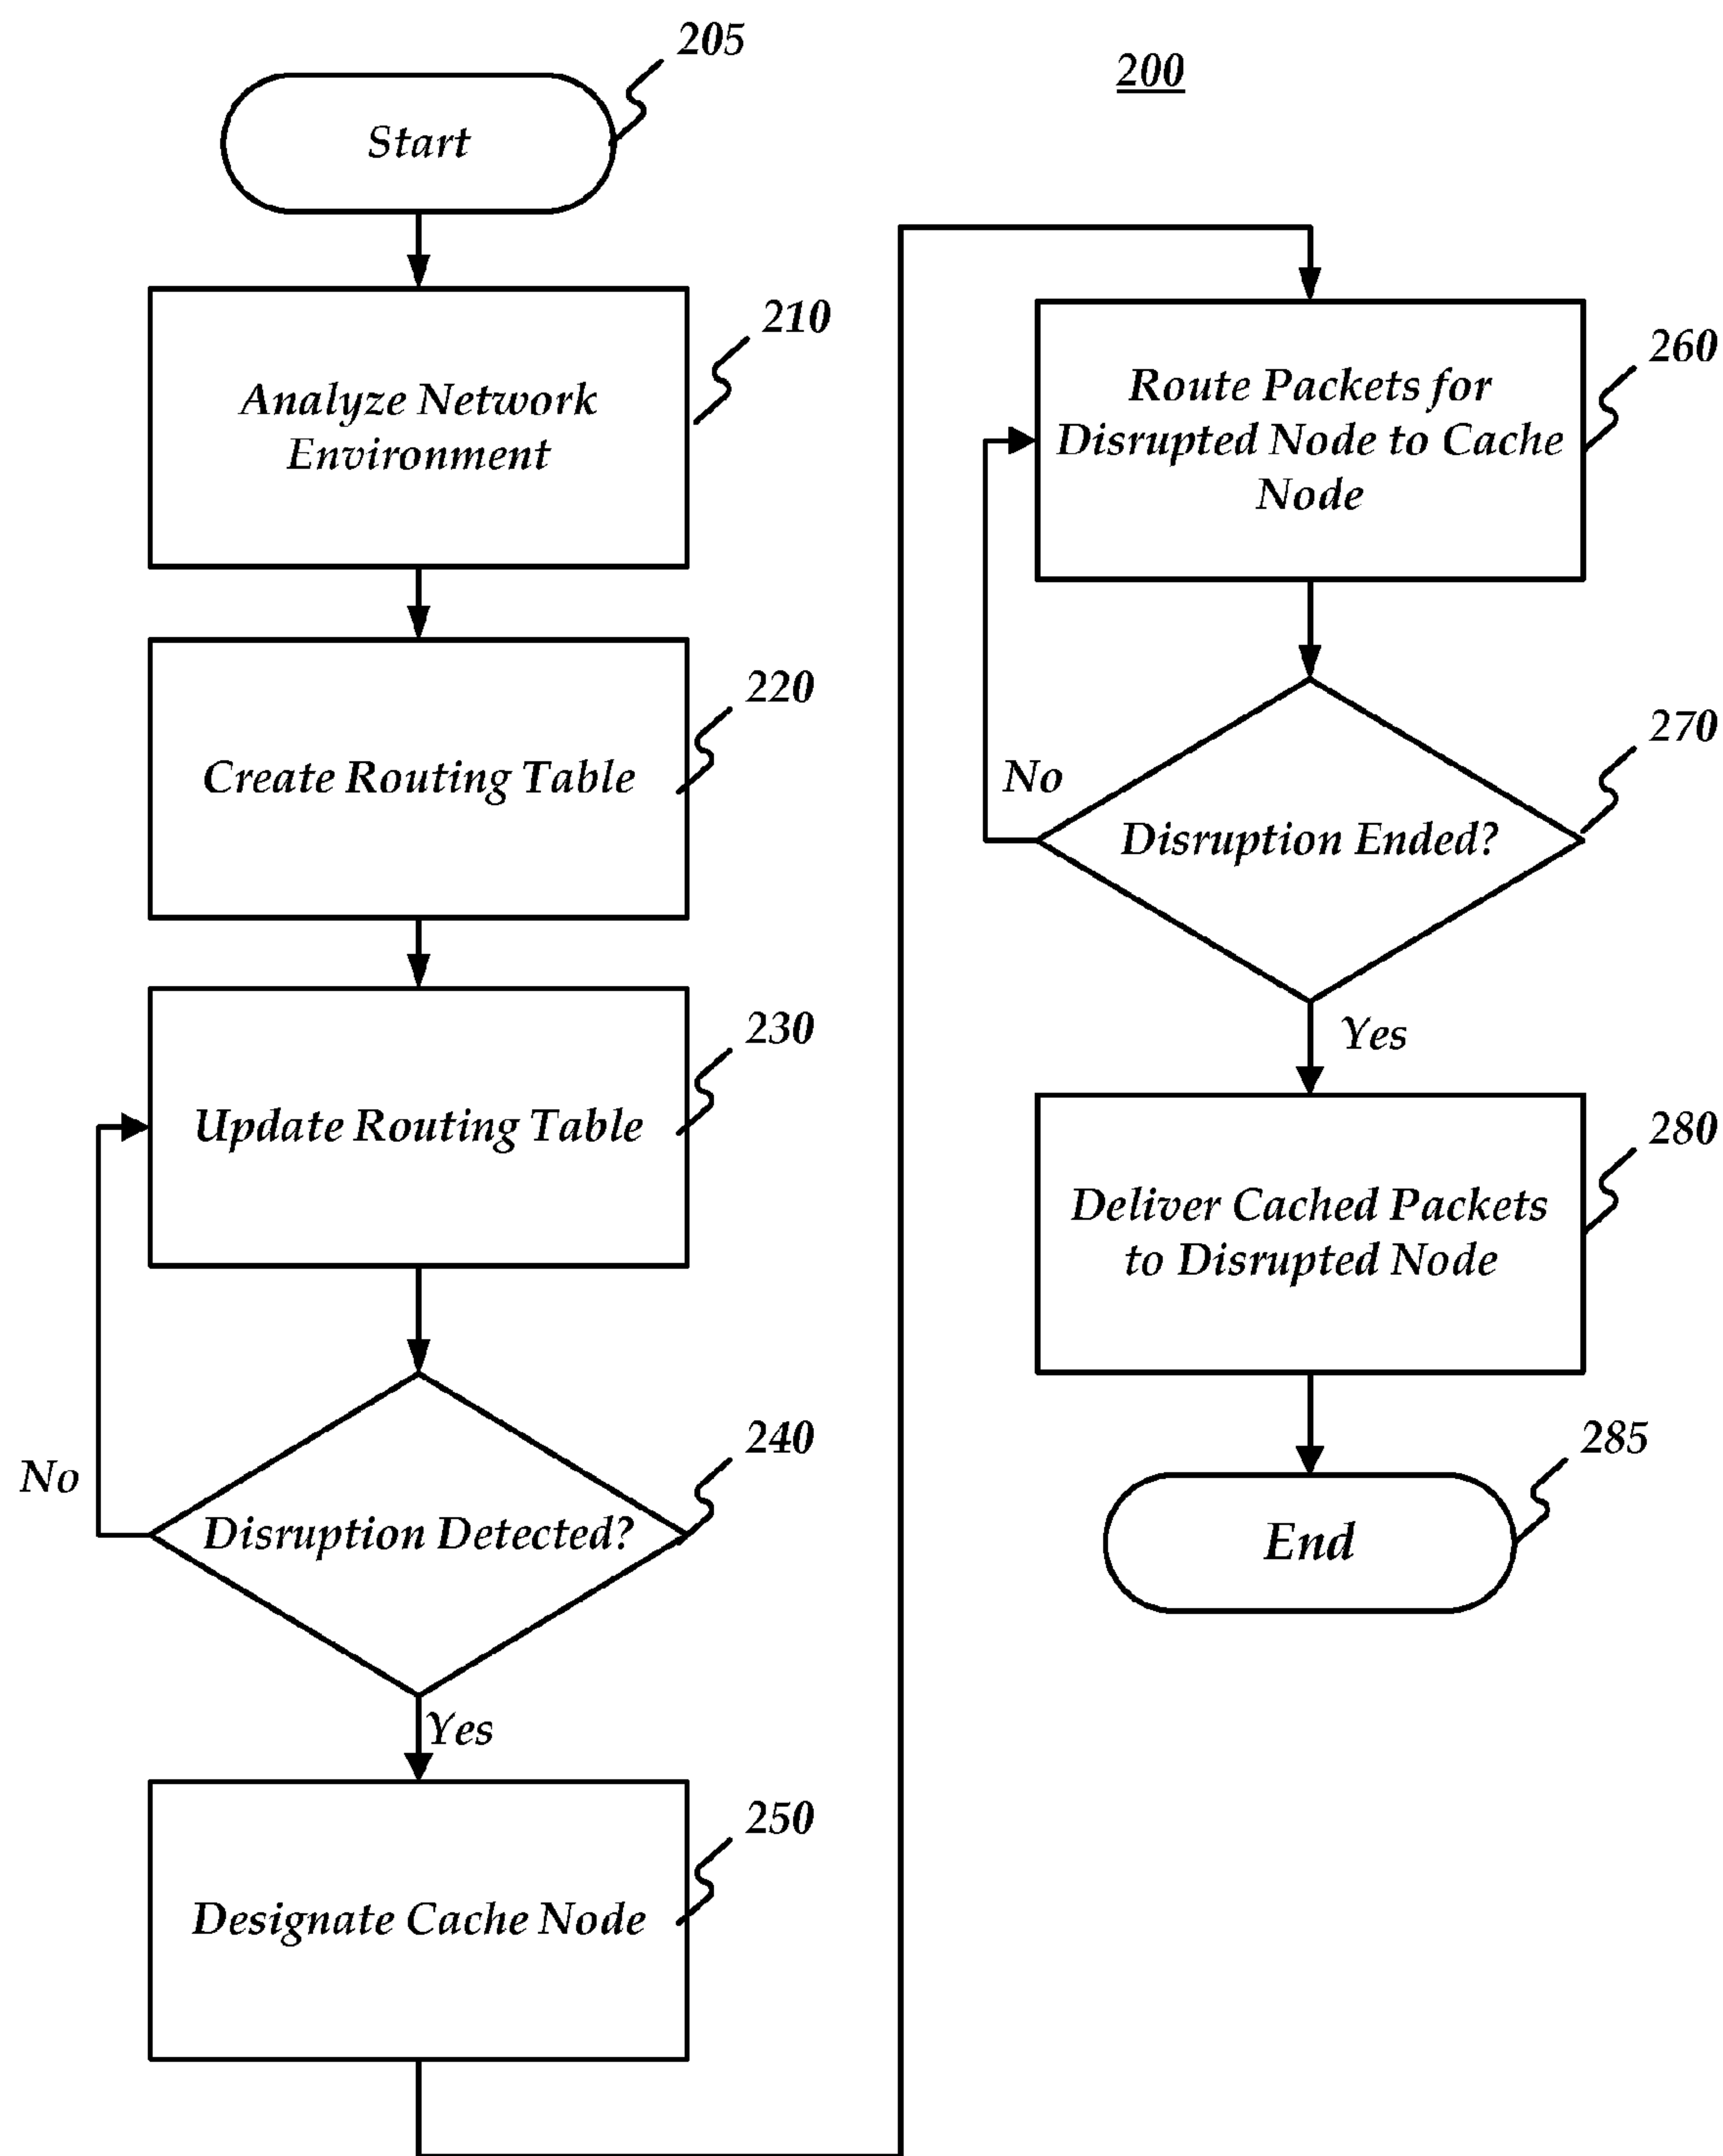 200
205
Start
210
Analyze Network
Environment
220
Create Routing Table
230
Update Routing Table
240
No
Disruption Detected?
Yes
250
Designate Cache Node
260
Route Packets for
Disrupted Node to Cache
Node
270
No
Disruption Ended?
Yes
280
Deliver Cached Packets
to Disrupted Node
285
End